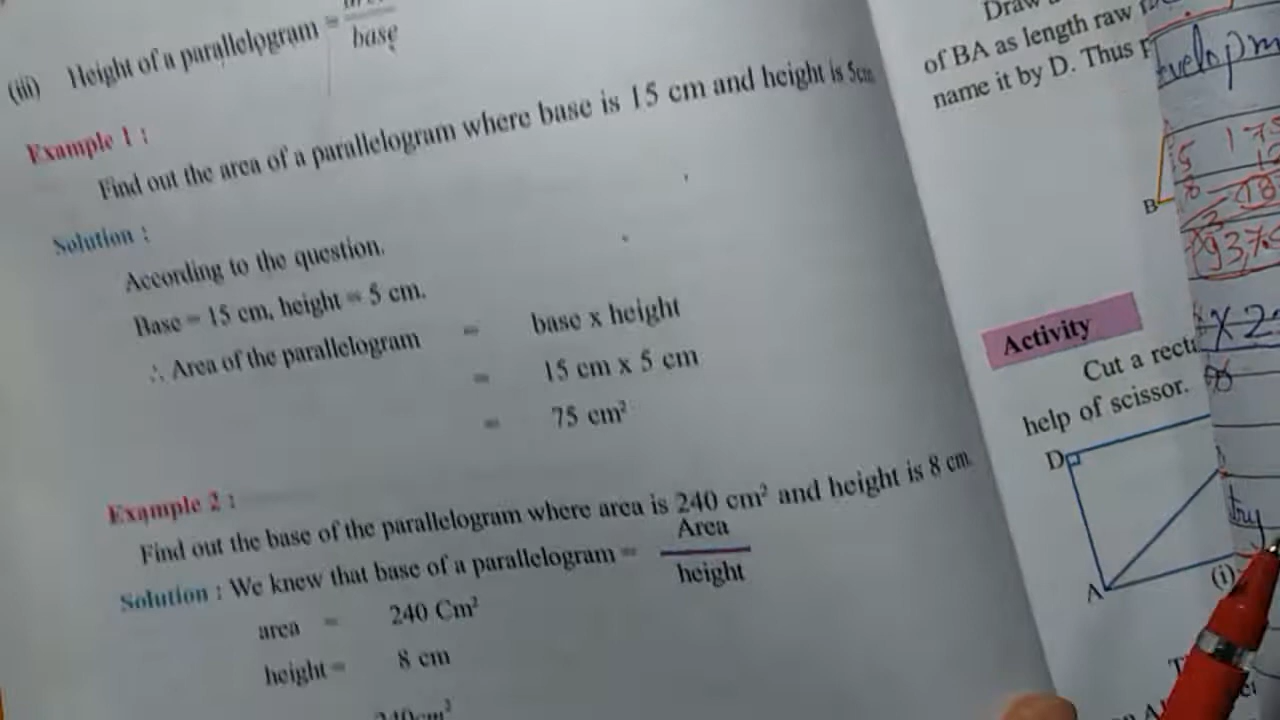 (iii) Height of a parallelogram =
base
Example 1 :
Find out the area of a parallelogram where base is 15 cm and height is 5cm
Solution :
According to the question.
Base = 15 cm, height = 5 cm.
∴ Area of the parallelogram = base x height
= 15 cm x 5 cm
= 75 cm²
Example 2 :
Find out the base of the parallelogram where area is 240 cm² and height is 8 cm.
Solution : We knew that base of a parallelogram = Area
height
area = 240 Cm²
height = 8 cm
240cm²
Draw
of BA as length raw
name it by D. Thus
B
Activity
Cut a rect
help of scissor.
D
A
(i)